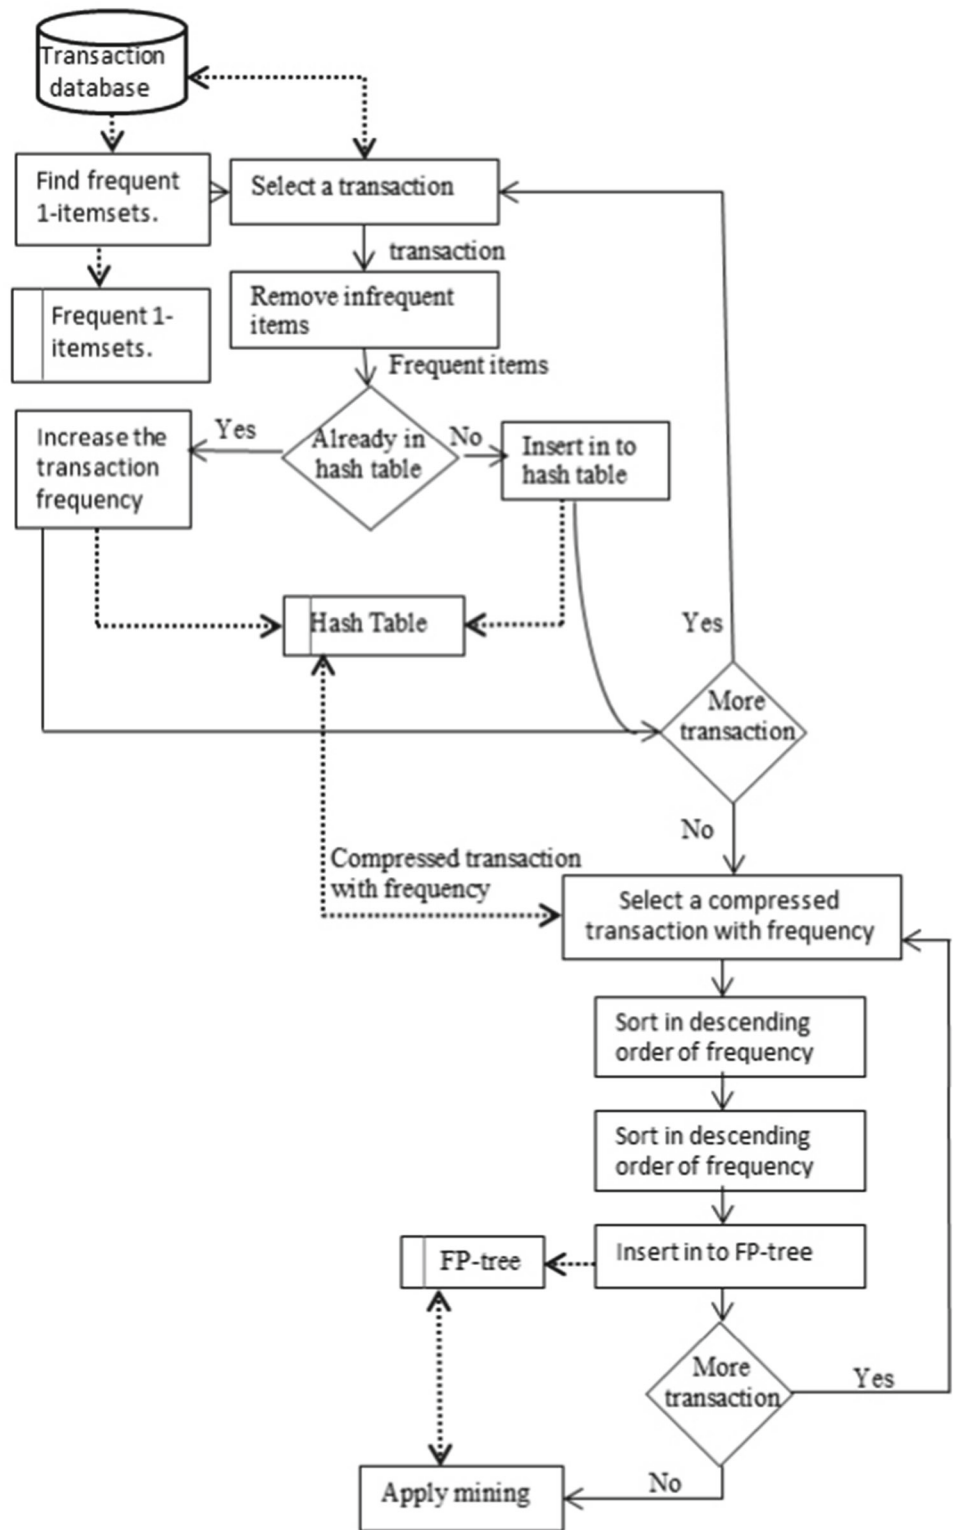 Transaction
database
Find frequent
1-itemsets.
Select a transaction
transaction
Frequent 1-
itemsets.
Remove infrequent
items
Frequent items
Increase the
transaction
frequency
Yes
Already in
hash table
No
Insert in to
hash table
Hash Table
Yes
More
transaction
No
Compressed transaction
with frequency
Select a compressed
transaction with frequency
Sort in descending
order of frequency
Sort in descending
order of frequency
Insert in to FP-tree
FP-tree
More
transaction
Yes
No
Apply mining